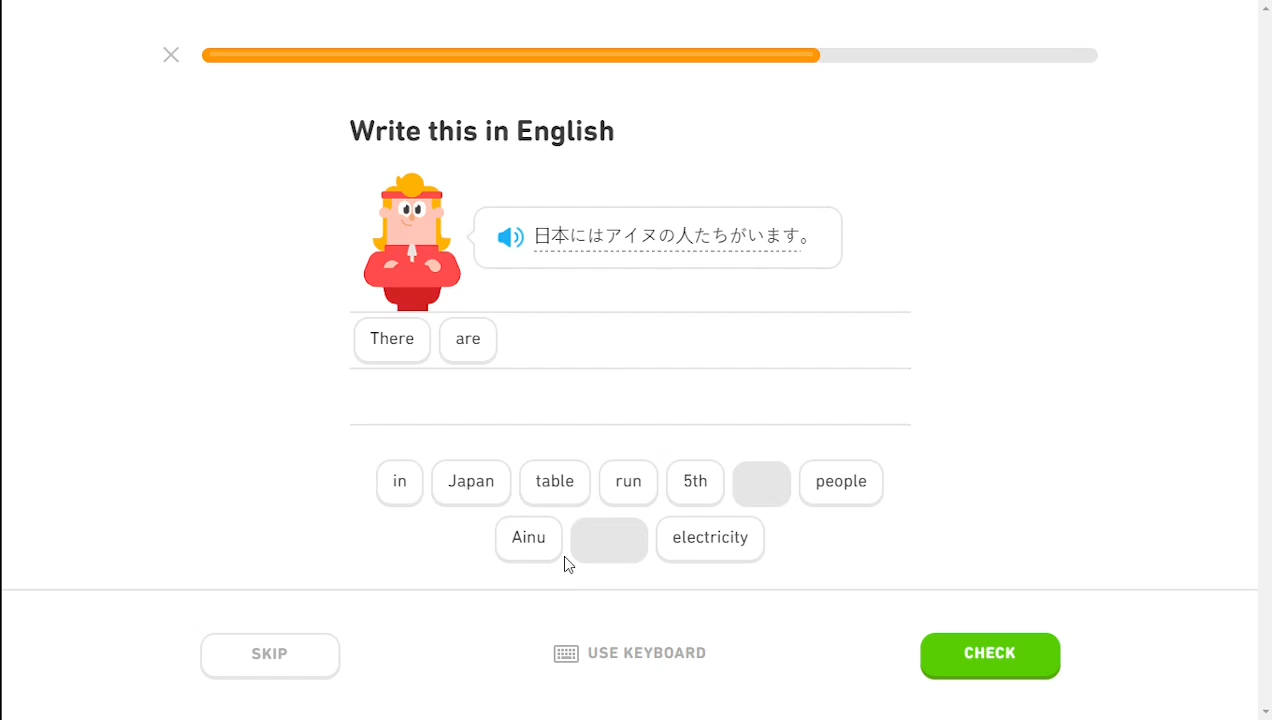 Write this in English
日本にはアイヌの人たちがいます。
There are
in Japan table run 5th people
Ainu electricity
SKIP USE KEYBOARD CHECK